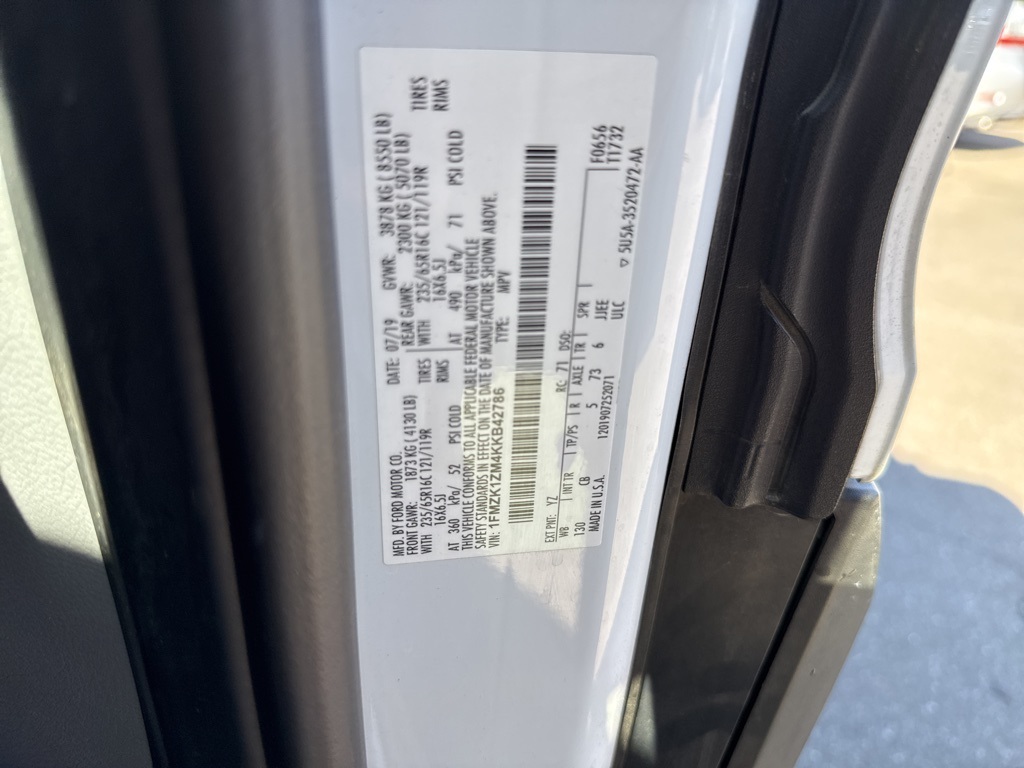 MFD. BY FORD MOTOR CO. DATE: 07/19 GVWR: 3878 KG ( 8550 LB)
FRONT GAWR: 1873 KG ( 4130 LB) REAR GAWR: 2300 KG ( 5070 LB)
WITH 235/65R16C 121/119R TIRES WITH 235/65R16C 121/119R TIRES
16X6.5J RIMS 16X6.5J RIMS
AT 360 kPa/ 52 PSI COLD AT 490 kPa/ 71 PSI COLD
THIS VEHICLE CONFORMS TO ALL APPLICABLE FEDERAL MOTOR VEHICLE
SAFETY STANDARDS IN EFFECT ON THE DATE OF MANUFACTURE SHOWN ABOVE.
VIN: 1FMZK1ZM4KKB42786 TYPE: MPV
EXT PNT: YZ RC: 71 DSO: F0656
WB INT TR TP/PS R AXLE TR SPR T1732
130 CB 5 73 6 JJEE
MADE IN U.S.A. 1201907252071 ULC ▽ 5U5A-3520472-AA